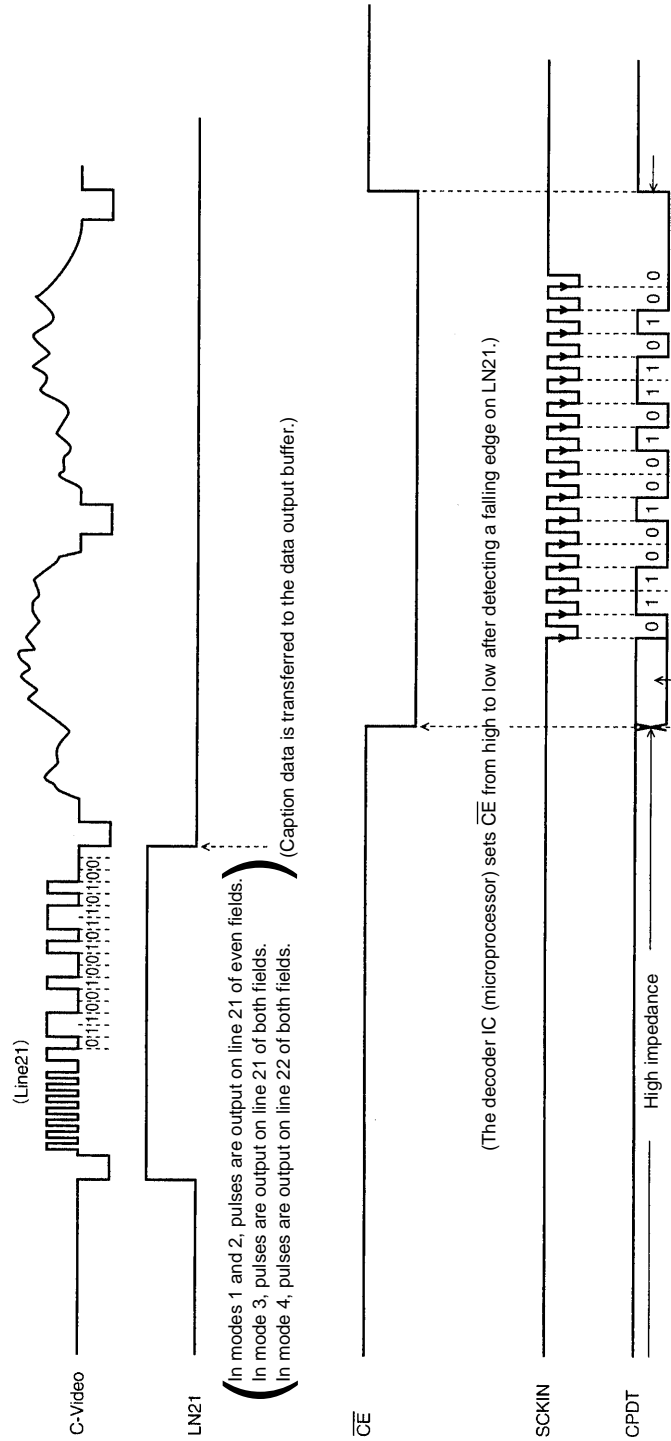 (Line21)
C-Video
0 1 1 0 0 1 0 0 1 0 1 1 0 1 0 0
LN21
In modes 1 and 2, pulses are output on line 21 of even fields.
In mode 3, pulses are output on line 21 of both fields.
In mode 4, pulses are output on line 22 of both fields.
(Caption data is transferred to the data output buffer.)
C̅E̅
(The decoder IC (microprocessor) sets C̅E̅ from high to low after detecting a falling edge on LN21.)
SCKIN
CPDT
0 1 1 0 0 1 0 0 1 0 1 1 0 1 0 0
High impedance